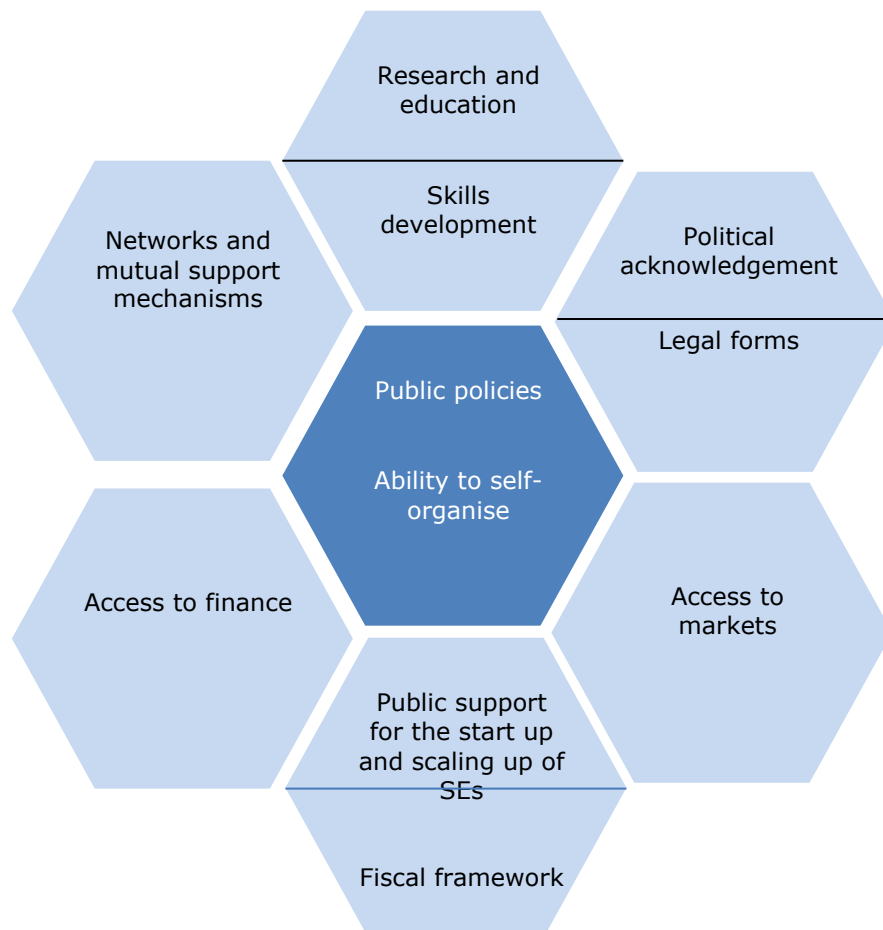 Research and
education
Skills
development
Networks and
mutual support
mechanisms
Political
acknowledgement
Legal forms
Public policies
Ability to self-
organise
Access to finance
Access to
markets
Public support
for the start up
and scaling up of
SEs
Fiscal framework